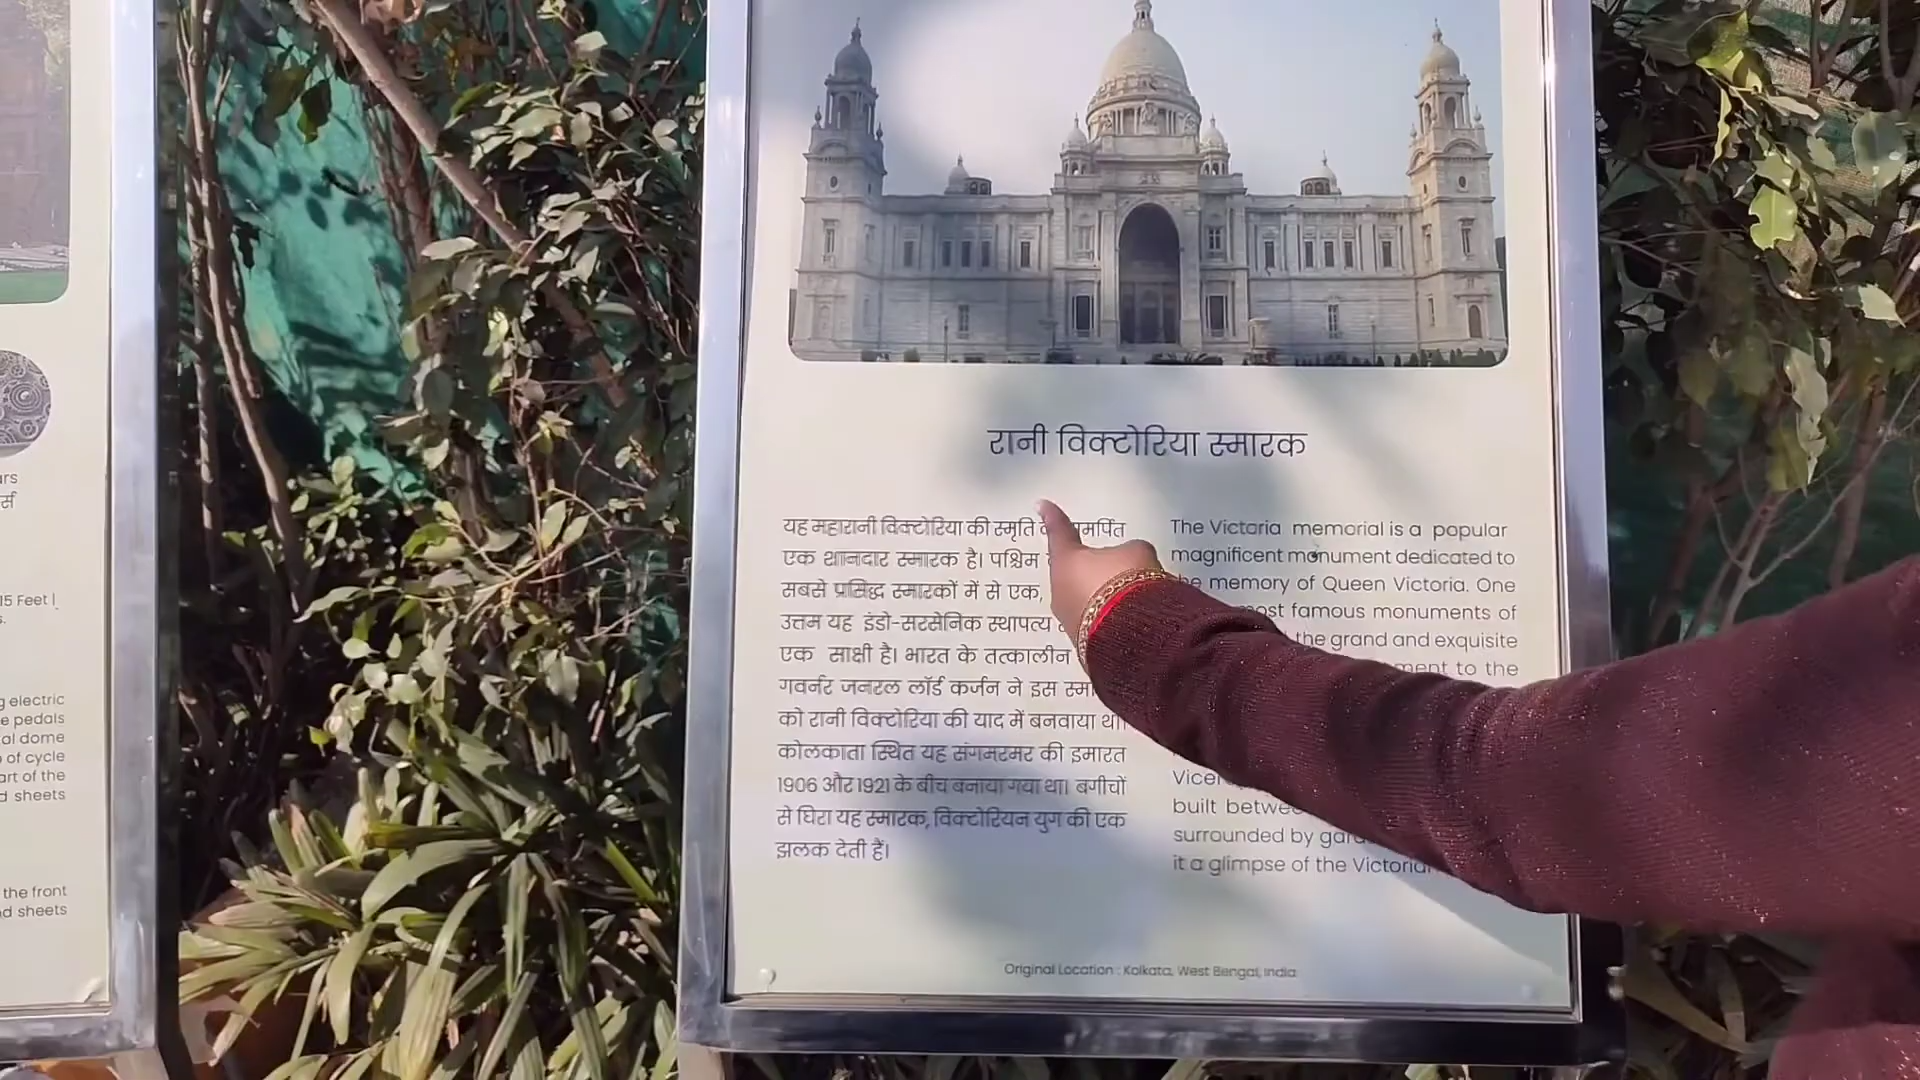 ars
र्स
15 Feet |
s.
g electric
e pedals
al dome
of cycle
art of the
d sheets
the front
d sheets
रानी विक्टोरिया स्मारक
यह महारानी विक्टोरिया की स्मृति मर्पित
एक शानदार स्मारक है। पश्चिम
सबसे प्रसिद्ध स्मारकों में से एक,
उत्तम यह इंडो-सरसेनिक स्थापत्य
एक साक्षी है। भारत के तत्कालीन
गवर्नर जनरल लॉर्ड कर्जन ने इस
को रानी विक्टोरिया की याद में बनवाया था।
कोलकाता स्थित यह संगमरमर की इमारत
1906 और 1921 के बीच बनाया गया था। बगीचों
से घिरा यह स्मारक, विक्टोरियन युग की एक
झलक देती हैं।
The Victoria memorial is a popular
magnificent monument dedicated to
he memory of Queen Victoria. One
ost famous monuments of
the grand and exquisite
ment to the
Vice
built betwe
surrounded by gar
it a glimpse of the Victoria
Original Location : Kolkata, West Bengal, India